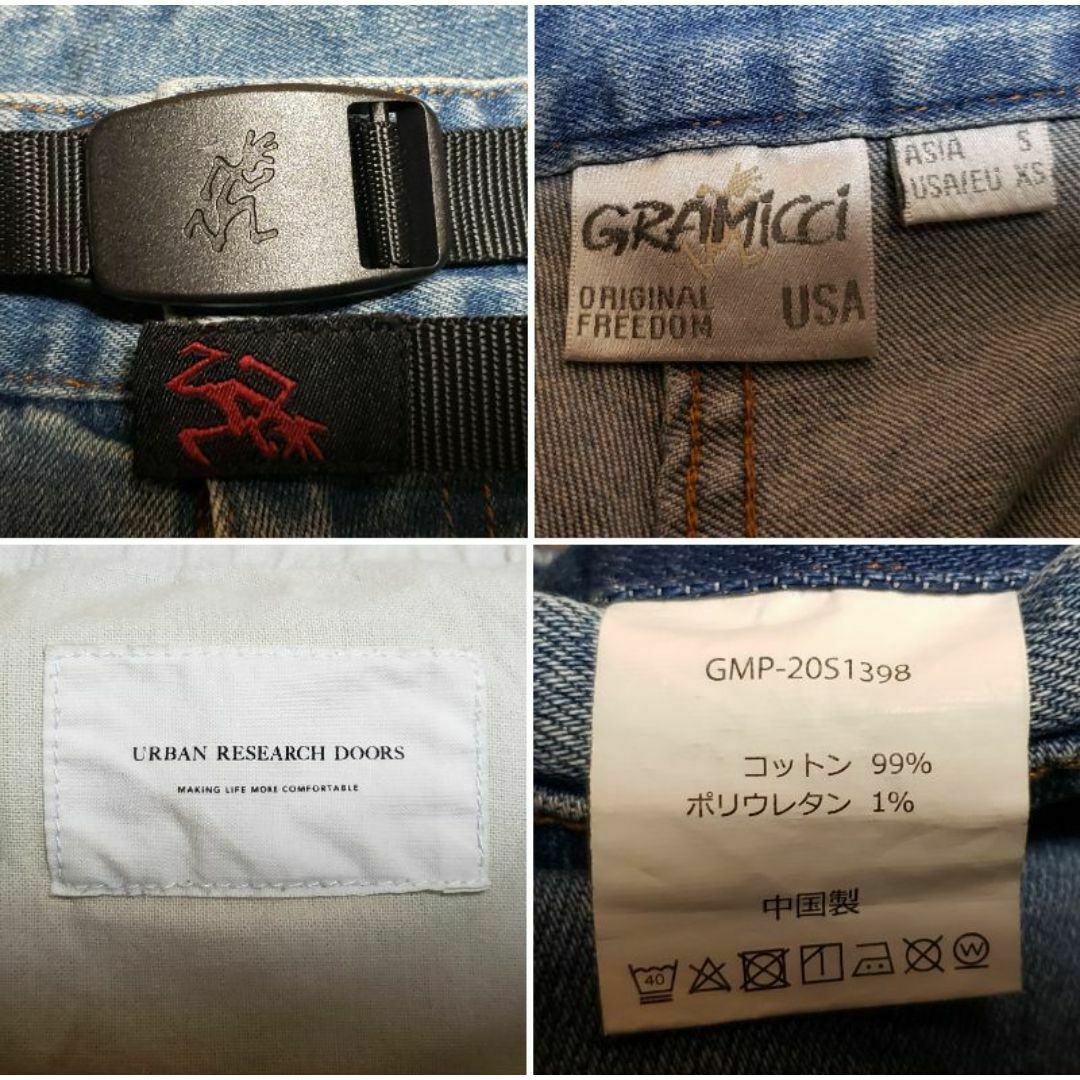 GRAMICCI
ORIGINAL
FREEDOM
USA
ASIA S
USA/EU XS
URBAN RESEARCH DOORS
MAKING LIFE MORE COMFORTABLE
GMP-20S1398
コットン 99%
ポリウレタン 1%
中国製
40
W